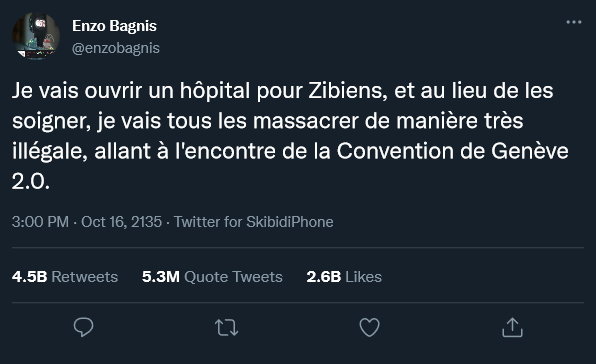 Enzo Bagnis
@enzobagnis
Je vais ouvrir un hôpital pour Zibiens, et au lieu de les
soigner, je vais tous les massacrer de manière très
illégale, allant à l'encontre de la Convention de Genève
2.0.
3:00 PM · Oct 16, 2135 · Twitter for SkibidiPhone
4.5B Retweets 5.3M Quote Tweets 2.6B Likes